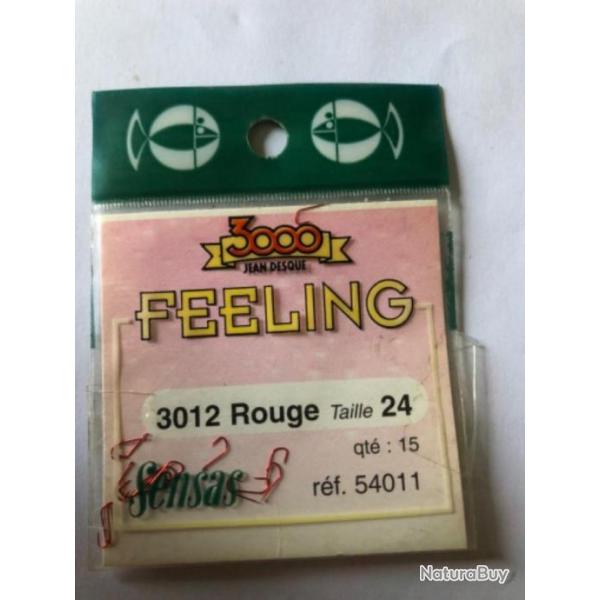 3000
JEAN DESQUE
FEELING
3012 Rouge Taille 24
qté : 15
Sensas
réf. 54011
NaturaBuy